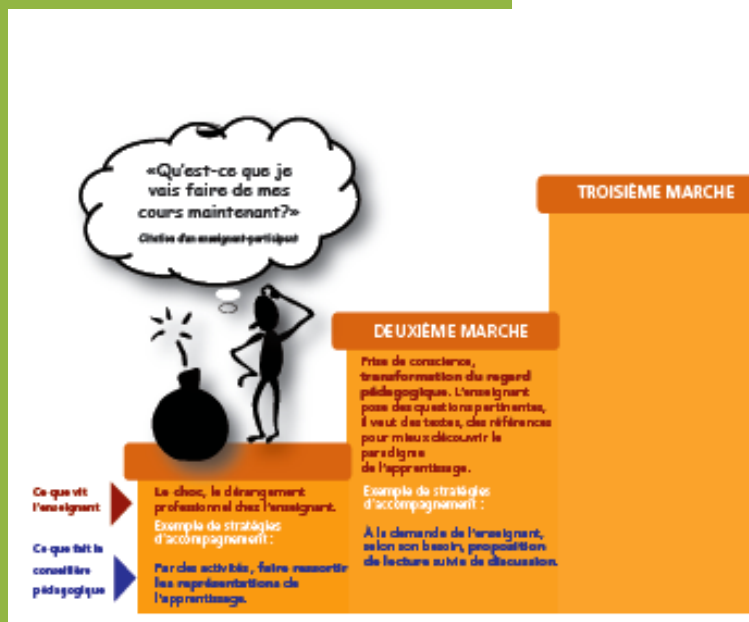 «Qu'est-ce que je
vais faire de mes
cours maintenant?»
Citation d'un enseignant-participant
TROISIÈME MARCHE
DEUXIÈME MARCHE
Prise de conscience,
transformation du regard
pédagogique. L'enseignant
pose des questions pertinentes,
il veut des textes, des références
pour mieux découvrir le
paradigme
de l'apprentissage.
Exemple de stratégies
d'accompagnement :
À la demande de l'enseignant,
selon son besoin, proposition
de lecture suivie de discussion.
Ce que vit
l'enseignant
Le choc, le dérangement
professionnel chez l'enseignant.
Exemple de stratégies
d'accompagnement :
Ce que fait la
conseillère
pédagogique
Par des activités, faire ressortir
les représentations de
l'apprentissage.